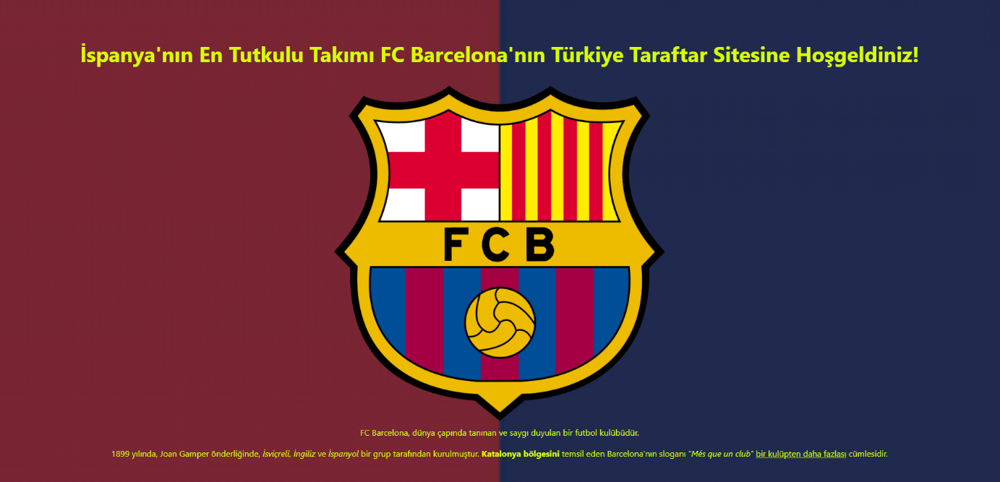 İspanya'nın En Tutkulu Takımı FC Barcelona'nın Türkiye Taraftar Sitesine Hoşgeldiniz!
FCB
FC Barcelona, dünya çapında tanınan ve saygı duyulan bir futbol kulübüdür.
1899 yılında, Joan Gamper önderliğinde, İsviçreli, İngiliz ve İspanyol bir grup tarafından kurulmuştur. Katalonya bölgesini temsil eden Barcelona'nın sloganı "Més que un club" bir kulüpten daha fazlası cümlesidir.